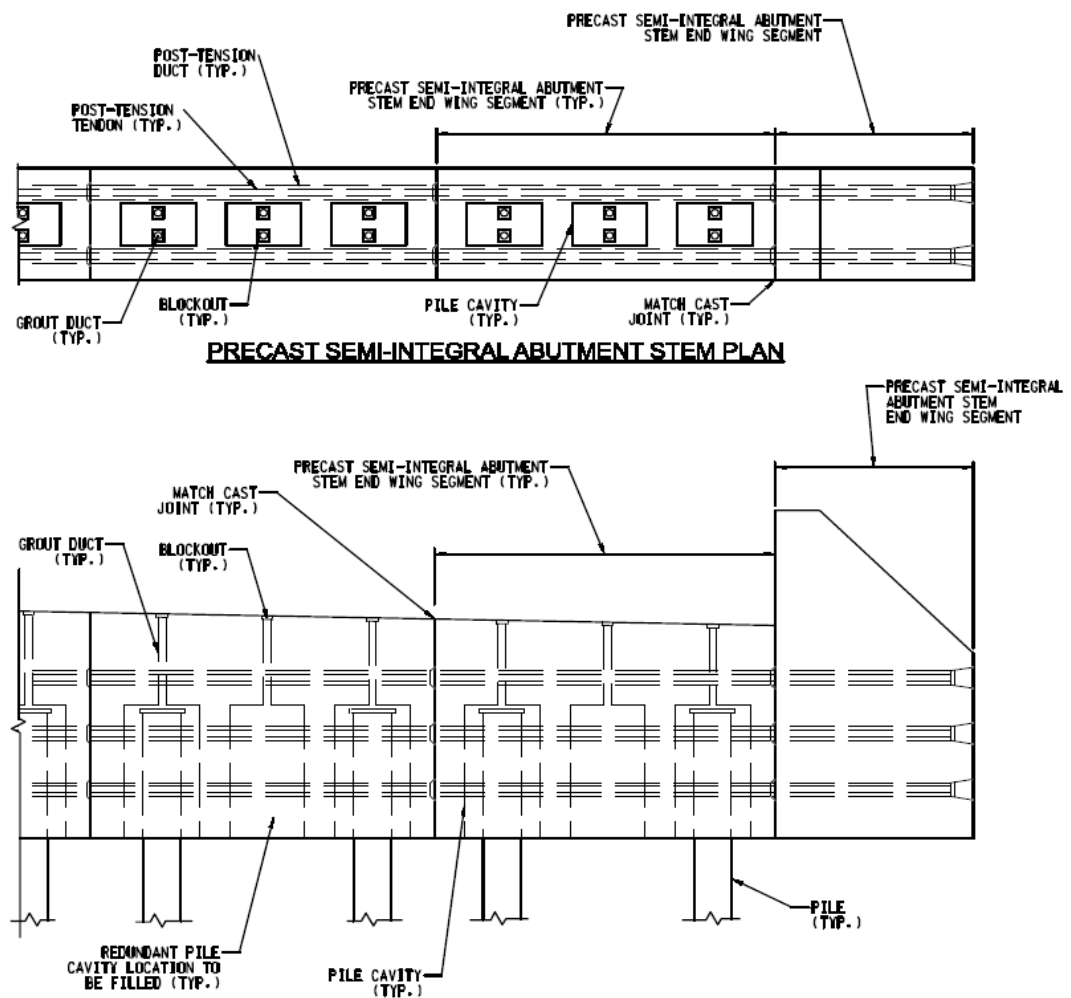 PRECAST SEMI-INTEGRAL ABUTMENT
STEM END WING SEGMENT
POST-TENSION
DUCT (TYP.)
PRECAST SEMI-INTEGRAL ABUTMENT
STEM END WING SEGMENT (TYP.)
POST-TENSION
TENDON (TYP.)
GROUT DUCT
(TYP.)
BLOCKOUT
(TYP.)
PILE CAVITY
(TYP.)
MATCH CAST
JOINT (TYP.)
PRECAST SEMI-INTEGRAL ABUTMENT STEM PLAN
PRECAST SEMI-INTEGRAL
ABUTMENT STEM
END WING SEGMENT
PRECAST SEMI-INTEGRAL ABUTMENT
STEM END WING SEGMENT (TYP.)
MATCH CAST
JOINT (TYP.)
GROUT DUCT
(TYP.)
BLOCKOUT
(TYP.)
PILE
(TYP.)
REDUNDANT PILE
CAVITY LOCATION TO
BE FILLED (TYP.)
PILE CAVITY
(TYP.)